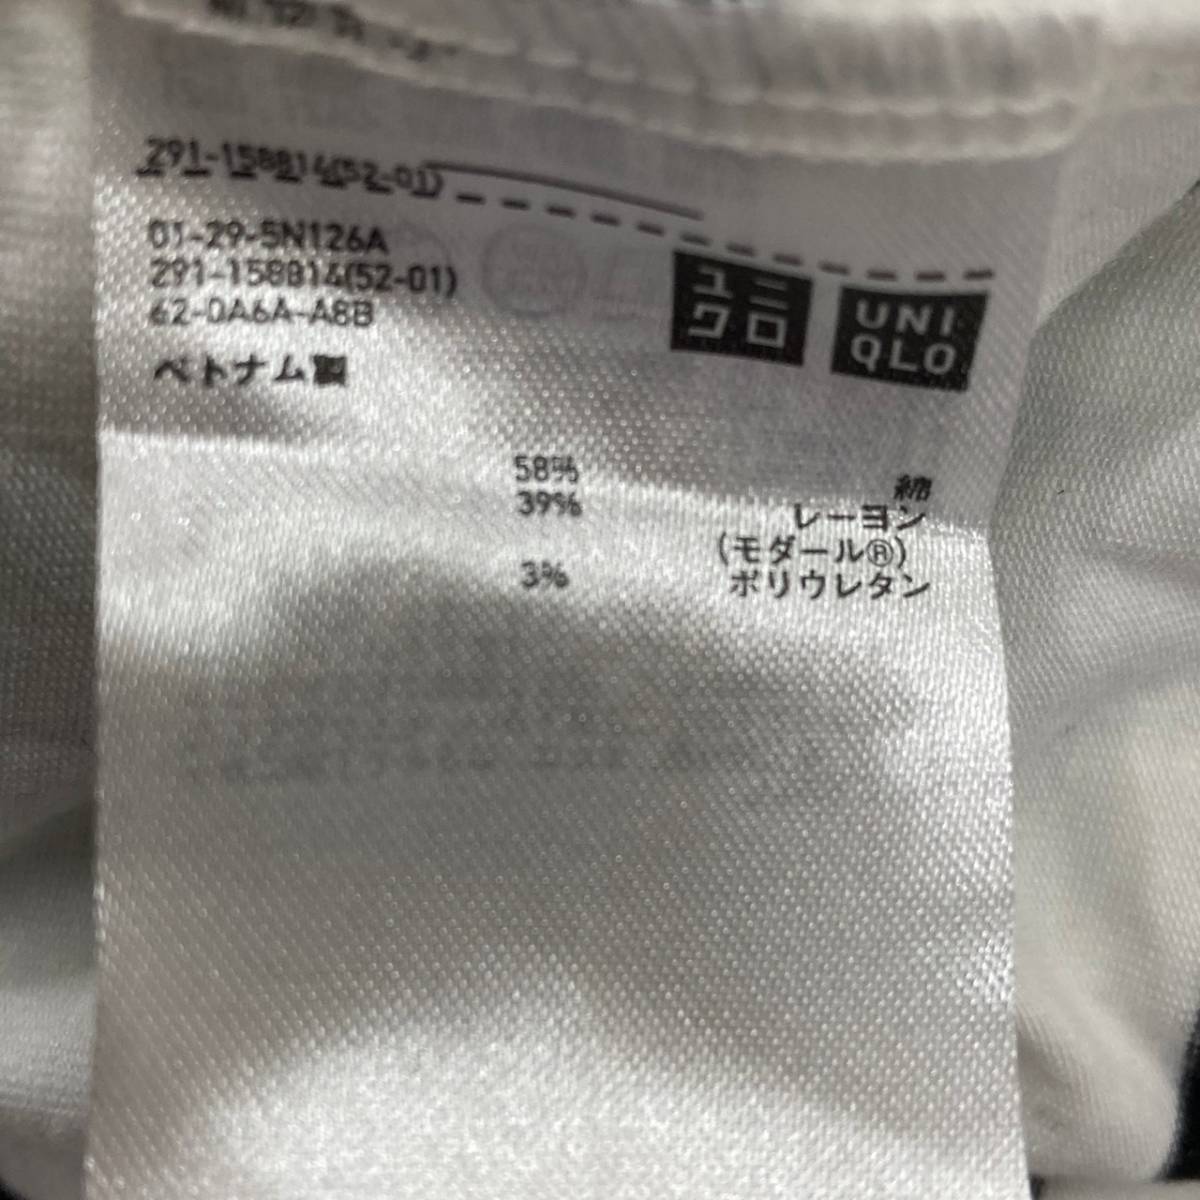 291-158814(52-01)
01-29-5N126A
291-158814(52-01)
62-0A6A-A8B
ベトナム製
ユニ
クロ
UNI
QLO
58% 綿
39% レーヨン
(モダール®)
3% ポリウレタン